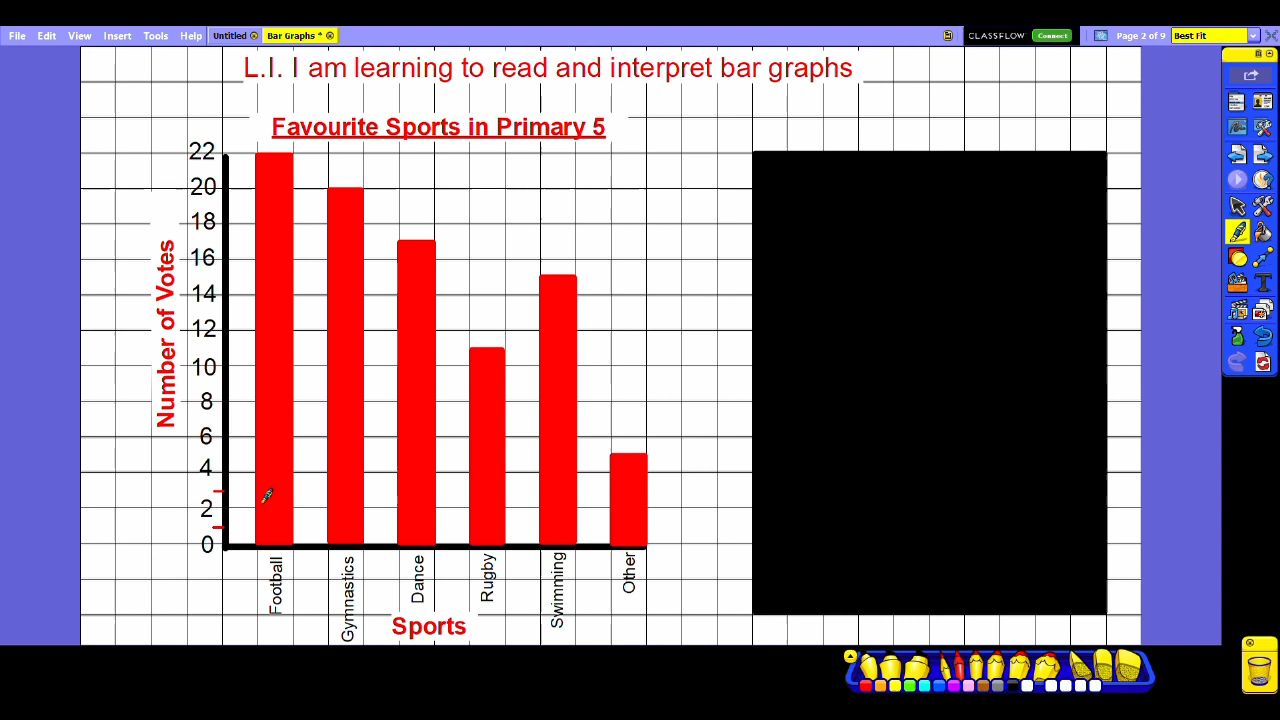 File Edit View Insert Tools Help Untitled Bar Graphs * CLASSFLOW Connect Page 2 of 9 Best Fit
L.I. I am learning to read and interpret bar graphs
Favourite Sports in Primary 5
22
20
18
16
14
12
10
8
6
4
2
0
Number of Votes
Football
Gymnastics
Dance
Rugby
Swimming
Other
Sports